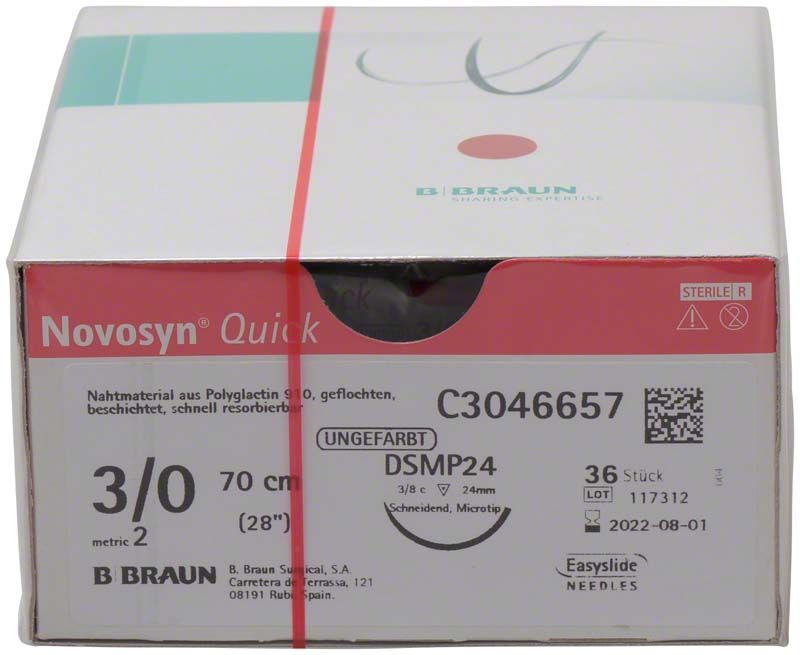 B|BRAUN
SHARING EXPERTISE
STERILE R
Novosyn® Quick
Nahtmaterial aus Polyglactin 910, geflochten,
beschichtet, schnell resorbierbar
C3046657
UNGEFARBT
DSMP24
3/8 c 24mm
Schneidend, Microtip
3/0 70 cm
(28")
metric 2
36 Stück
LOT 117312
2022-08-01
B|BRAUN
B. Braun Surgical, S.A.
Carretera de Terrassa, 121
08191 Rubí, Spain.
Easyslide
NEEDLES